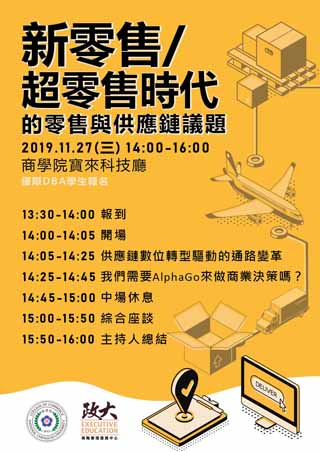 新零售/
超零售時代
的零售與供應鏈議題
2019.11.27(三) 14:00-16:00
商學院寶來科技廳
僅限DBA學生報名
13:30-14:00 報到
14:00-14:05 開場
14:05-14:25 供應鏈數位轉型驅動的通路變革
14:25-14:45 我們需要AlphaGo來做商業決策嗎？
14:45-15:00 中場休息
15:00-15:50 綜合座談
15:50-16:00 主持人總結
政大
EXECUTIVE
EDUCATION
DELIVER